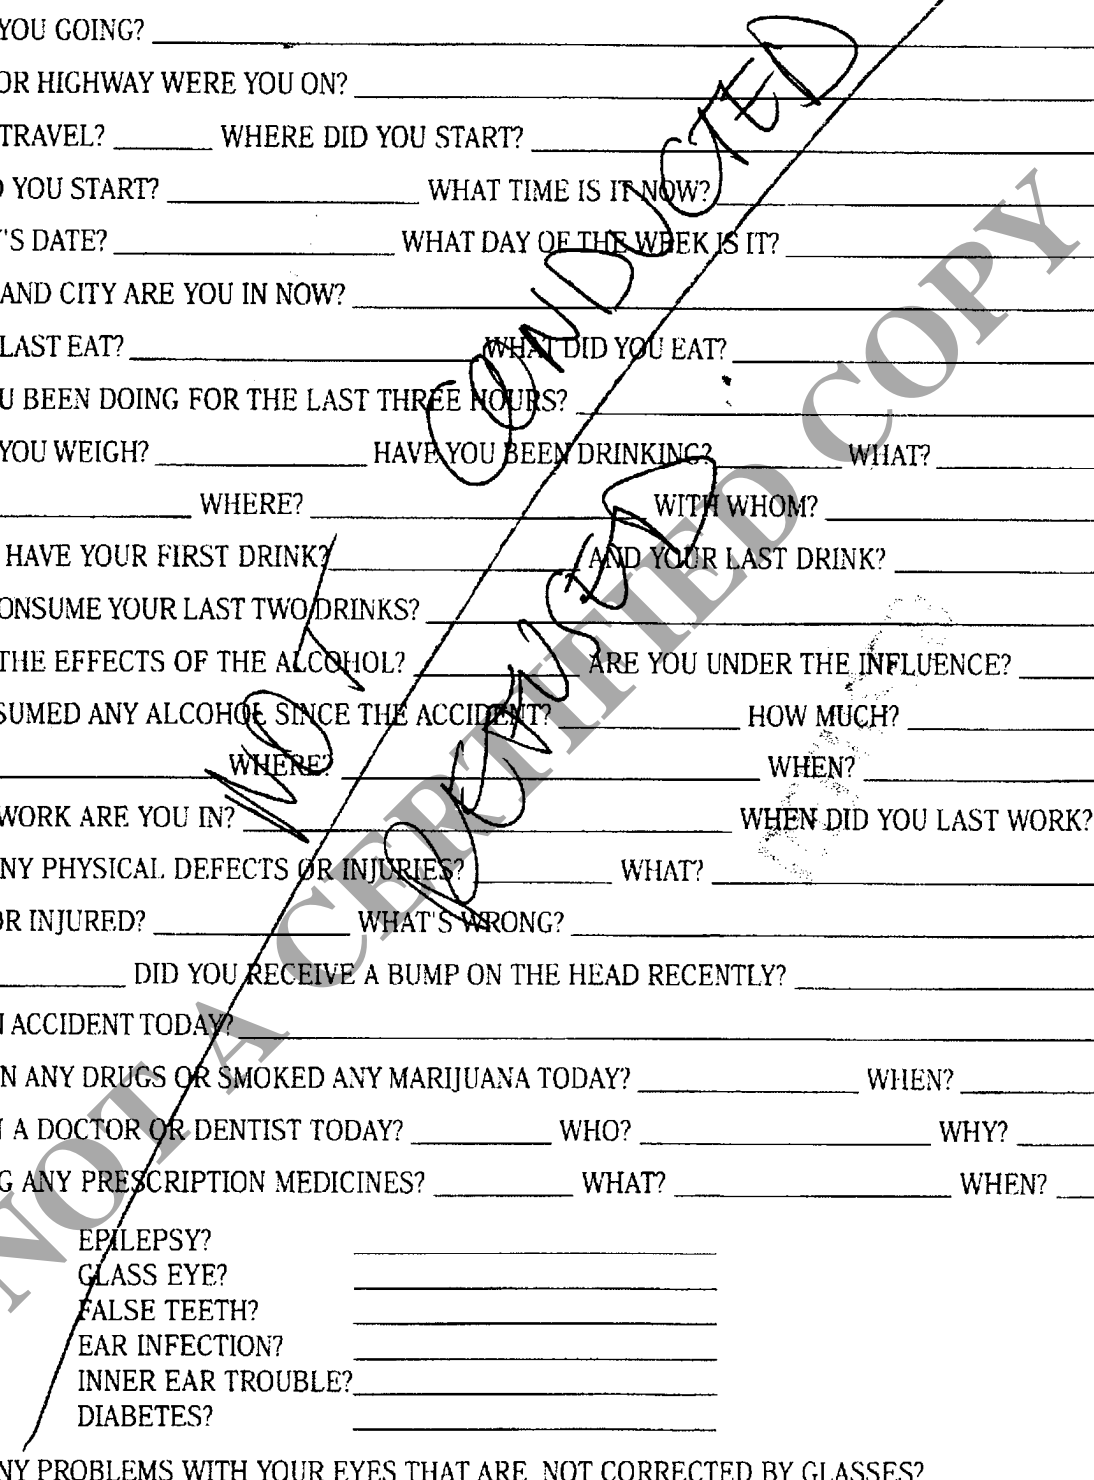 YOU GOING?
OR HIGHWAY WERE YOU ON?
TRAVEL? WHERE DID YOU START?
YOU START? WHAT TIME IS IT NOW?
'S DATE? WHAT DAY OF THE WEEK IS IT?
AND CITY ARE YOU IN NOW?
LAST EAT? WHAT DID YOU EAT?
U BEEN DOING FOR THE LAST THREE HOURS?
YOU WEIGH? HAVE YOU BEEN DRINKING? WHAT?
WHERE? WITH WHOM?
HAVE YOUR FIRST DRINK? AND YOUR LAST DRINK?
ONSUME YOUR LAST TWO DRINKS?
THE EFFECTS OF THE ALCOHOL? ARE YOU UNDER THE INFLUENCE?
SUMED ANY ALCOHOL SINCE THE ACCIDENT? HOW MUCH?
WHERE? WHEN?
WORK ARE YOU IN? WHEN DID YOU LAST WORK?
NY PHYSICAL DEFECTS OR INJURIES? WHAT?
OR INJURED? WHAT'S WRONG?
DID YOU RECEIVE A BUMP ON THE HEAD RECENTLY?
N ACCIDENT TODAY?
N ANY DRUGS OR SMOKED ANY MARIJUANA TODAY? WHEN?
N A DOCTOR OR DENTIST TODAY? WHO? WHY?
G ANY PRESCRIPTION MEDICINES? WHAT? WHEN?
EPILEPSY?
GLASS EYE?
FALSE TEETH?
EAR INFECTION?
INNER EAR TROUBLE?
DIABETES?
NY PROBLEMS WITH YOUR EYES THAT ARE NOT CORRECTED BY GLASSES?
NOT CONDUCTED
NOT A CERTIFIED COPY